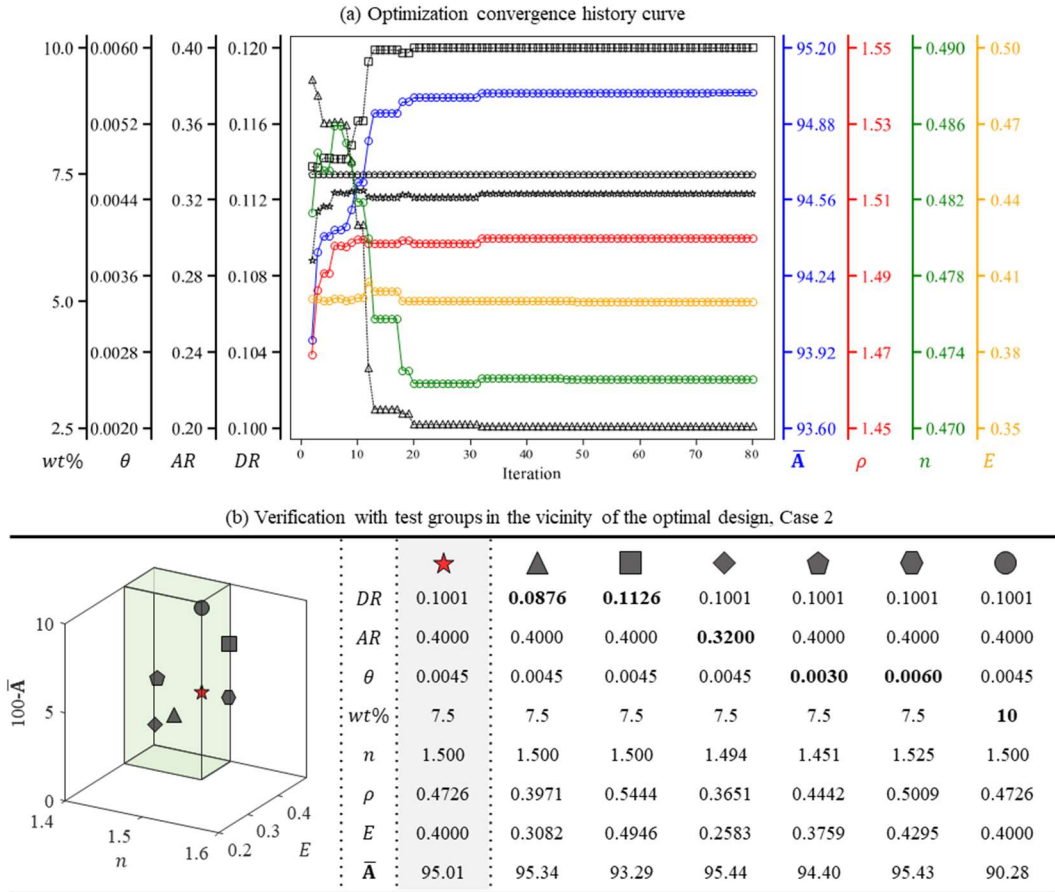 (a) Optimization convergence history curve
10.0 0.0060 0.40 0.120 95.20 1.55 0.490 0.50
0.0052 0.36 0.116 94.88 1.53 0.486 0.47
7.5 0.0044 0.32 0.112 94.56 1.51 0.482 0.44
0.0036 0.28 0.108 94.24 1.49 0.478 0.41
5.0
0.0028 0.24 0.104 93.92 1.47 0.474 0.38
2.5 0.0020 0.20 0.100 93.60 1.45 0.470 0.35
0 10 20 30 40 50 60 70 80
wt% θ AR DR Iteration A̅ ρ n E
(b) Verification with test groups in the vicinity of the optimal design, Case 2
10
5
0
100-A̅
1.4 1.5 1.6
n
0.2 0.3 0.4
E
DR 0.1001 0.0876 0.1126 0.1001 0.1001 0.1001 0.1001
AR 0.4000 0.4000 0.4000 0.3200 0.4000 0.4000 0.4000
θ 0.0045 0.0045 0.0045 0.0045 0.0030 0.0060 0.0045
wt% 7.5 7.5 7.5 7.5 7.5 7.5 10
n 1.500 1.500 1.500 1.494 1.451 1.525 1.500
ρ 0.4726 0.3971 0.5444 0.3651 0.4442 0.5009 0.4726
E 0.4000 0.3082 0.4946 0.2583 0.3759 0.4295 0.4000
A̅ 95.01 95.34 93.29 95.44 94.40 95.43 90.28